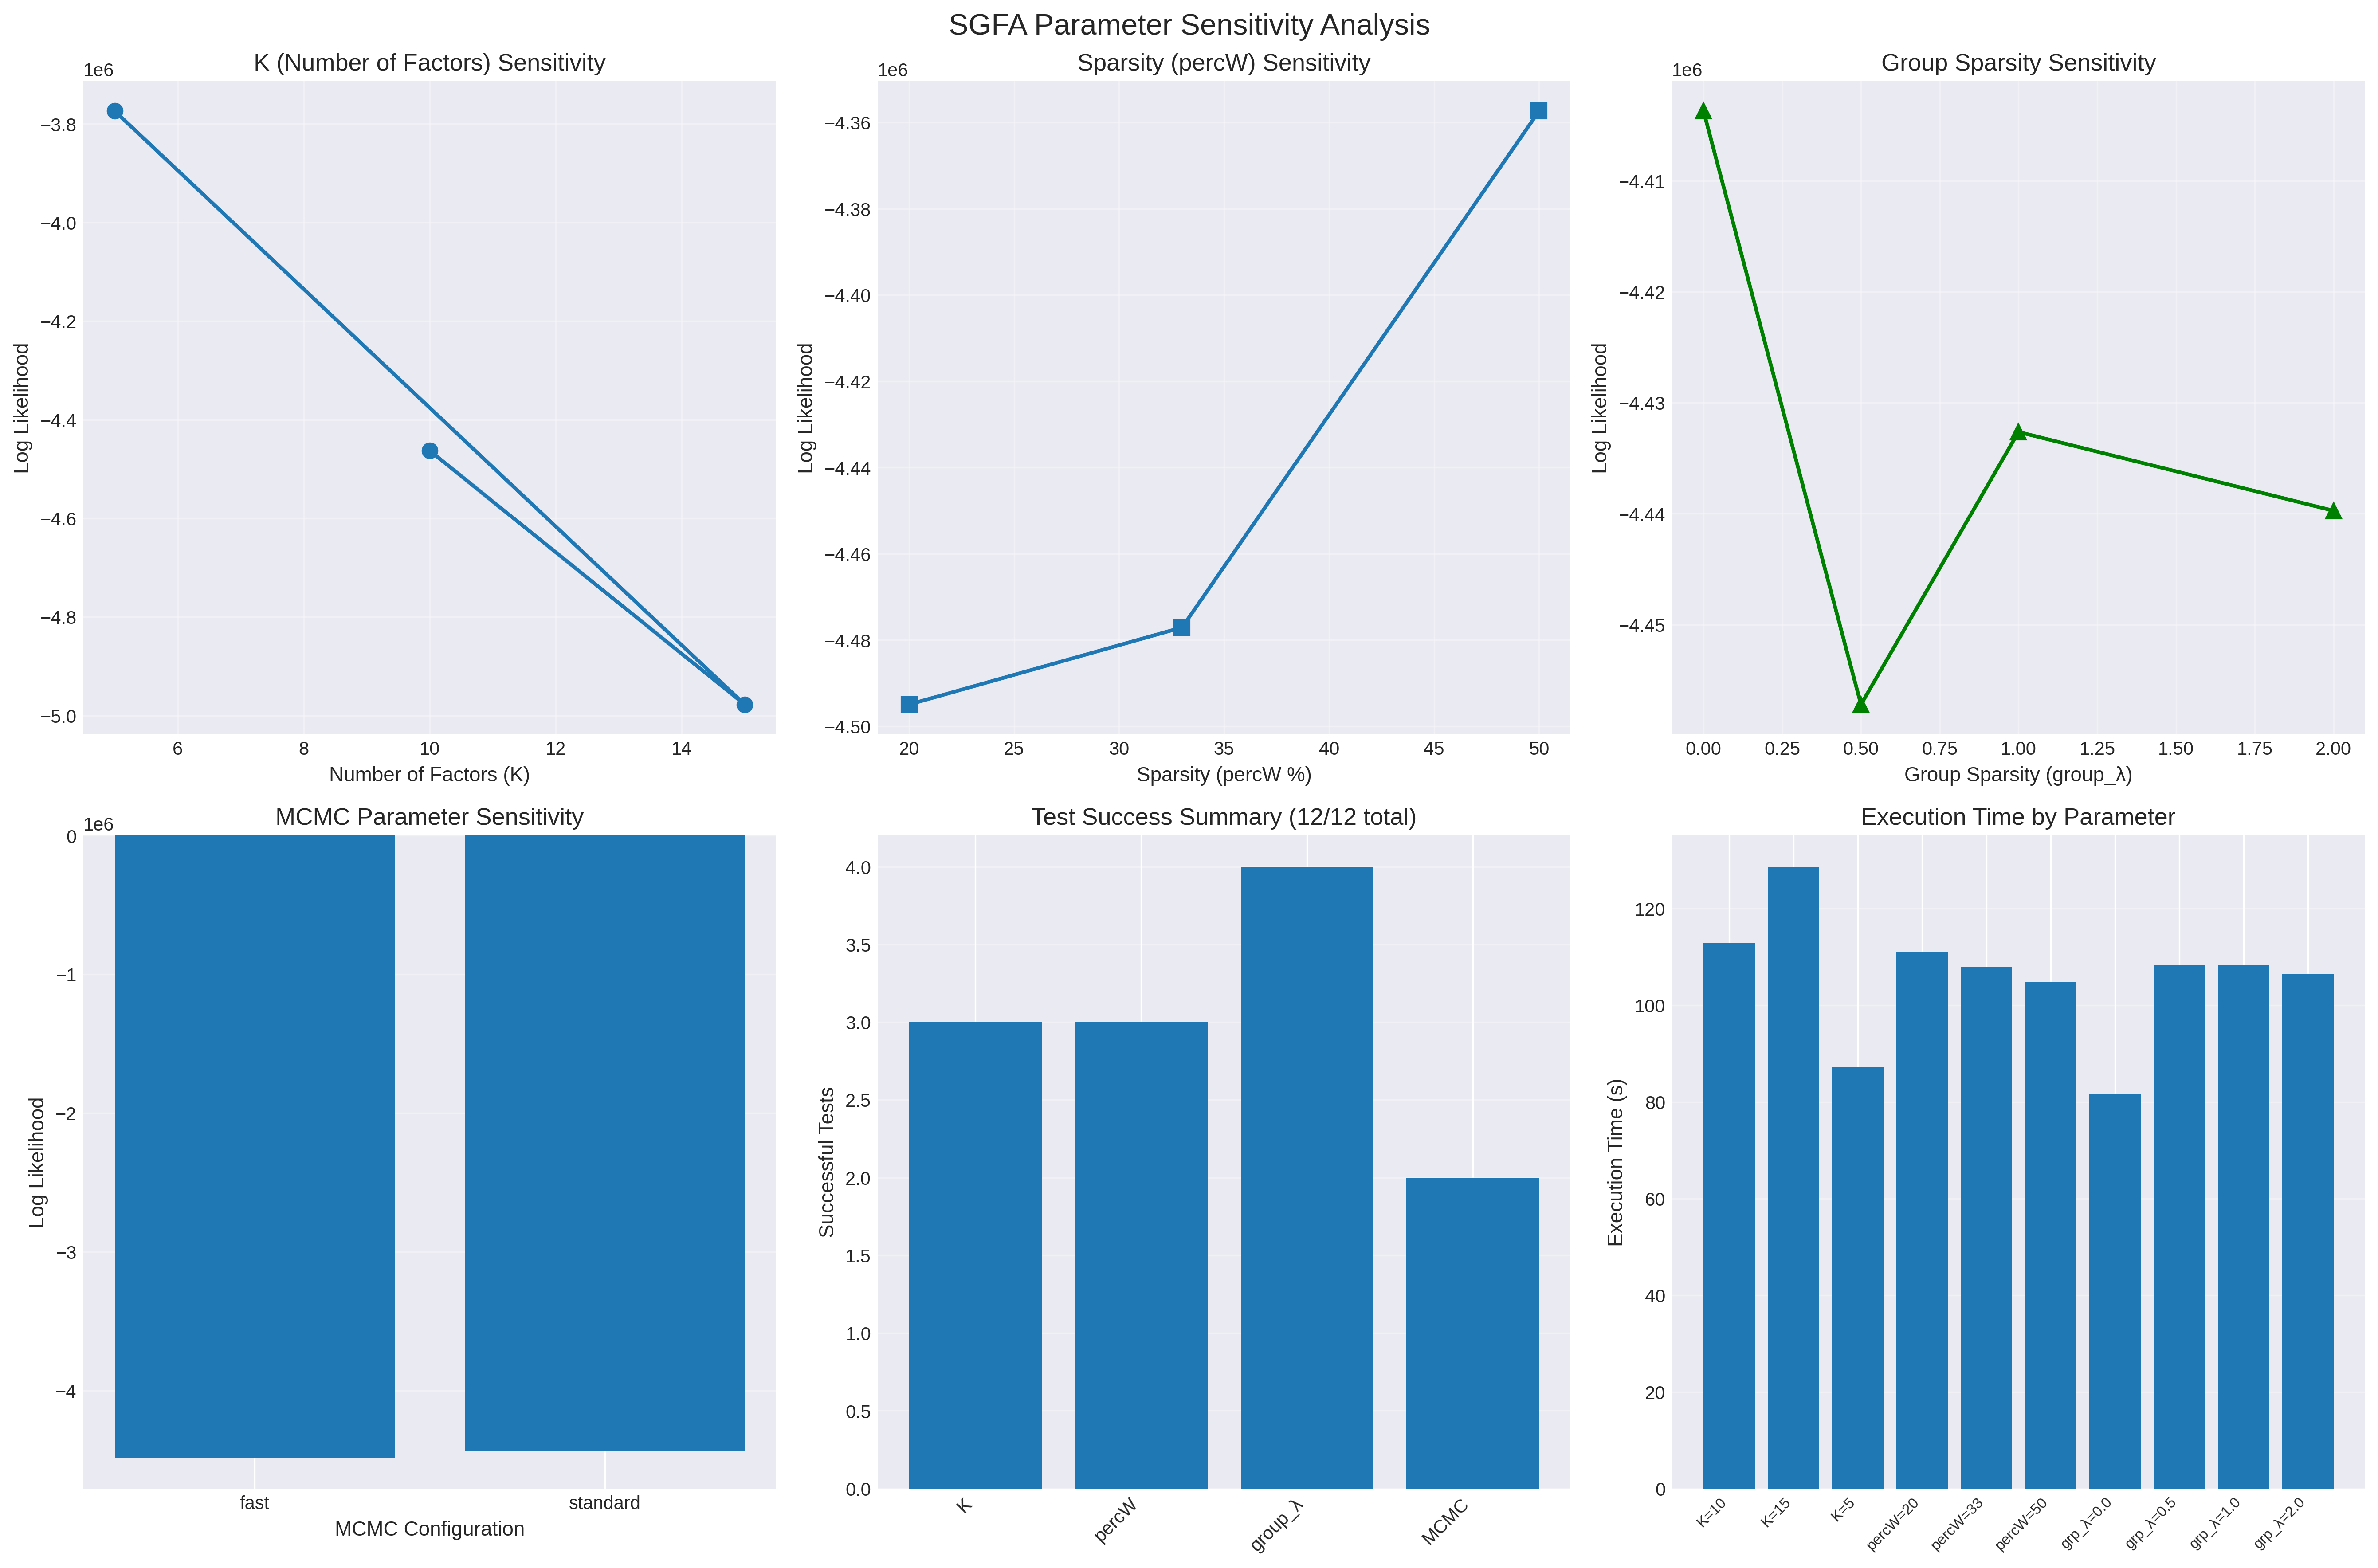 SGFA Parameter Sensitivity Analysis
K (Number of Factors) Sensitivity
1e6
−3.8
−4.0
−4.2
−4.4
−4.6
−4.8
−5.0
Log Likelihood
6 8 10 12 14
Number of Factors (K)
Sparsity (percW) Sensitivity
1e6
−4.36
−4.38
−4.40
−4.42
−4.44
−4.46
−4.48
−4.50
Log Likelihood
20 25 30 35 40 45 50
Sparsity (percW %)
Group Sparsity Sensitivity
1e6
−4.41
−4.42
−4.43
−4.44
−4.45
Log Likelihood
0.00 0.25 0.50 0.75 1.00 1.25 1.50 1.75 2.00
Group Sparsity (group_λ)
MCMC Parameter Sensitivity
1e6
0
−1
−2
−3
−4
Log Likelihood
fast standard
MCMC Configuration
Test Success Summary (12/12 total)
4.0
3.5
3.0
2.5
2.0
1.5
1.0
0.5
0.0
Successful Tests
K percW group_λ MCMC
Execution Time by Parameter
120
100
80
60
40
20
0
Execution Time (s)
K=10 K=15 K=5 percW=20 percW=33 percW=50 grp_λ=0.0 grp_λ=0.5 grp_λ=1.0 grp_λ=2.0